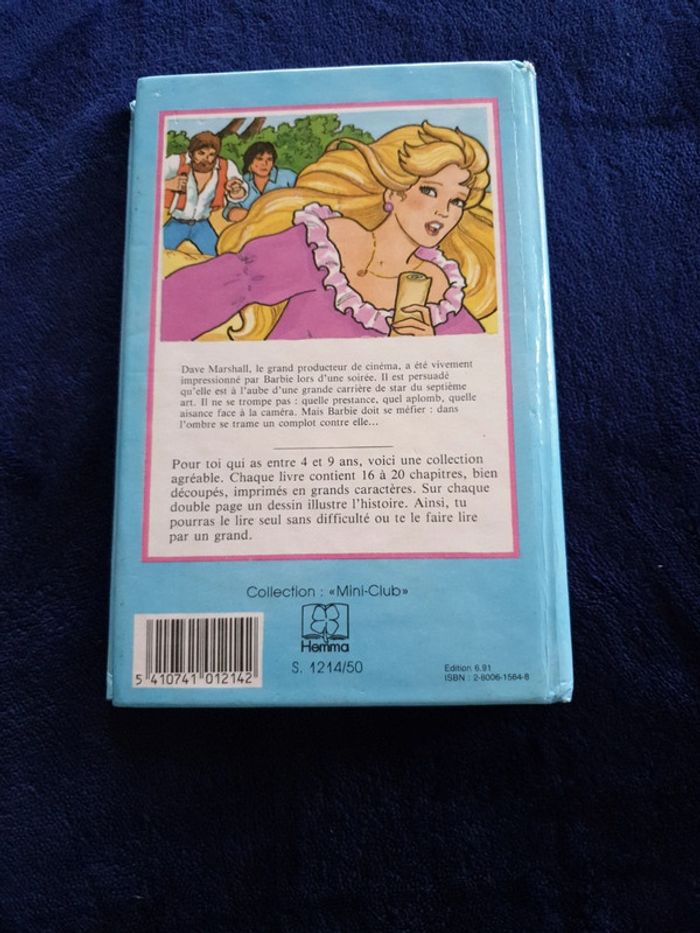 Dave Marshall, le grand producteur de cinéma, a été vivement
impressionné par Barbie lors d'une soirée. Il est persuadé
qu'elle est à l'aube d'une grande carrière de star du septième
art. Il ne se trompe pas : quelle prestance, quel aplomb, quelle
aisance face à la caméra. Mais Barbie doit se méfier : dans
l'ombre se trame un complot contre elle...
Pour toi qui as entre 4 et 9 ans, voici une collection
agréable. Chaque livre contient 16 à 20 chapitres, bien
découpés, imprimés en grands caractères. Sur chaque
double page un dessin illustre l'histoire. Ainsi, tu
pourras le lire seul sans difficulté ou te le faire lire
par un grand.
Collection : «Mini-Club»
Hemma
S. 1214/50
5 410741 012142
Edition 6.91
ISBN : 2-8006-1564-8